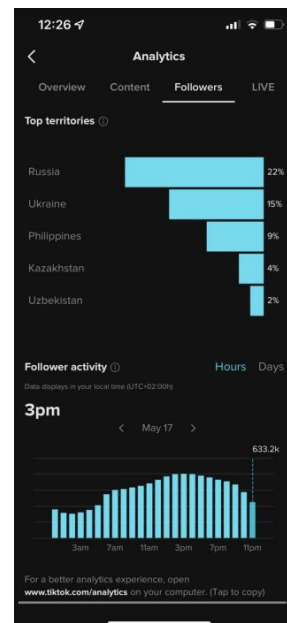 12:26
Analytics
Overview Content Followers LIVE
Top territories
Russia 22%
Ukraine 15%
Philippines 9%
Kazakhstan 4%
Uzbekistan 2%
Follower activity Hours Days
Data displays in your local time (UTC+02:00h)
3pm
May 17
633.2k
3am 7am 11am 3pm 7pm 11pm
For a better analytics experience, open
www.tiktok.com/analytics on your computer. (Tap to copy)